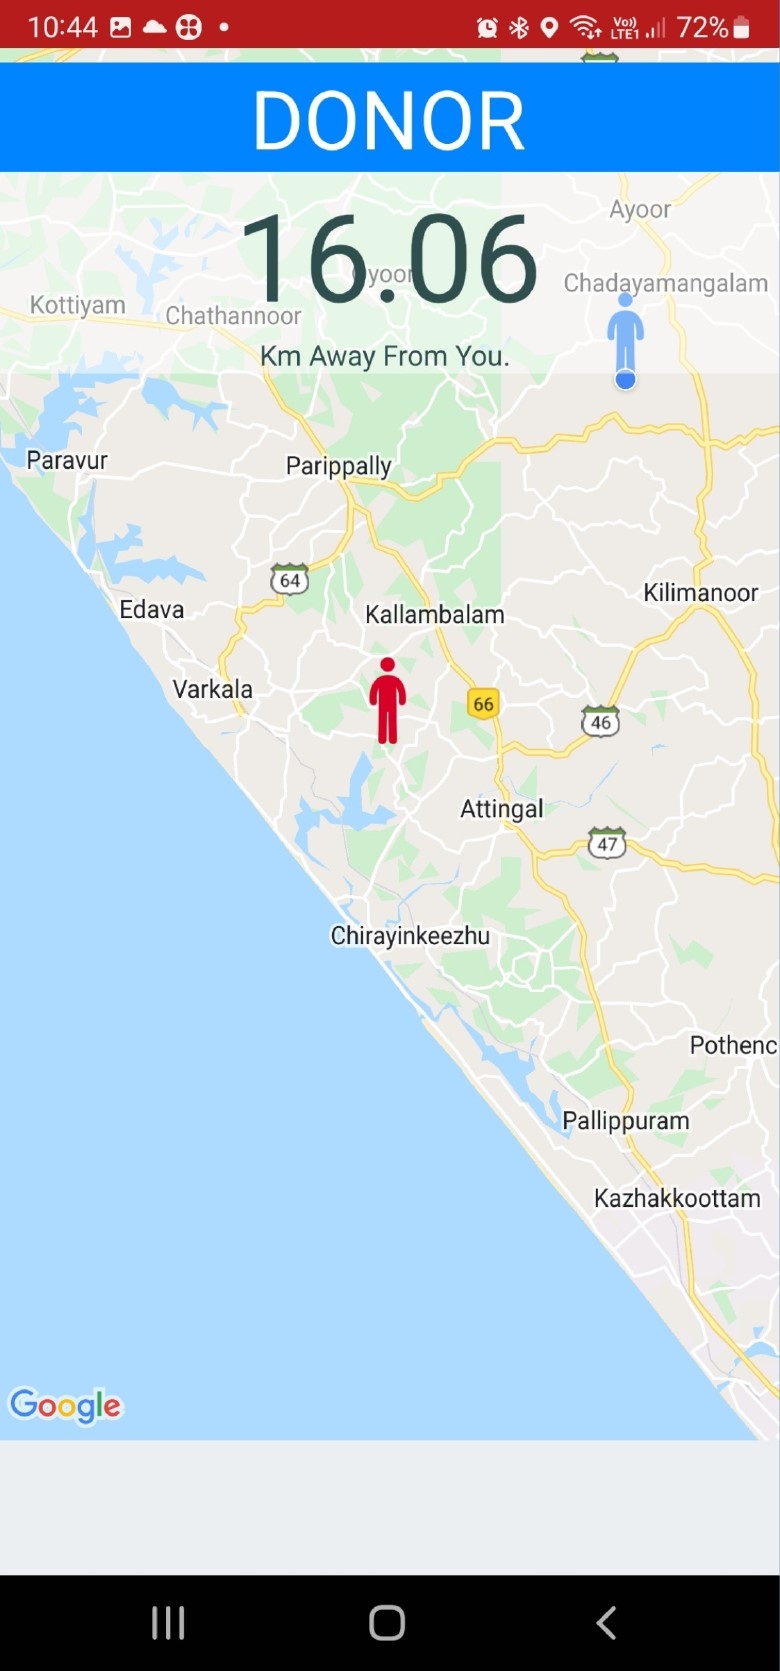 10:44
Vo))
LTE1
72%
DONOR
Ayoor
16.06
Oyoor
Chadayamangalam
Kottiyam
Chathannoor
Km Away From You.
Paravur
Parippally
64
Kilimanoor
Edava
Kallambalam
Varkala
66
46
Attingal
47
Chirayinkeezhu
Pothenc
Pallippuram
Kazhakkoottam
Google